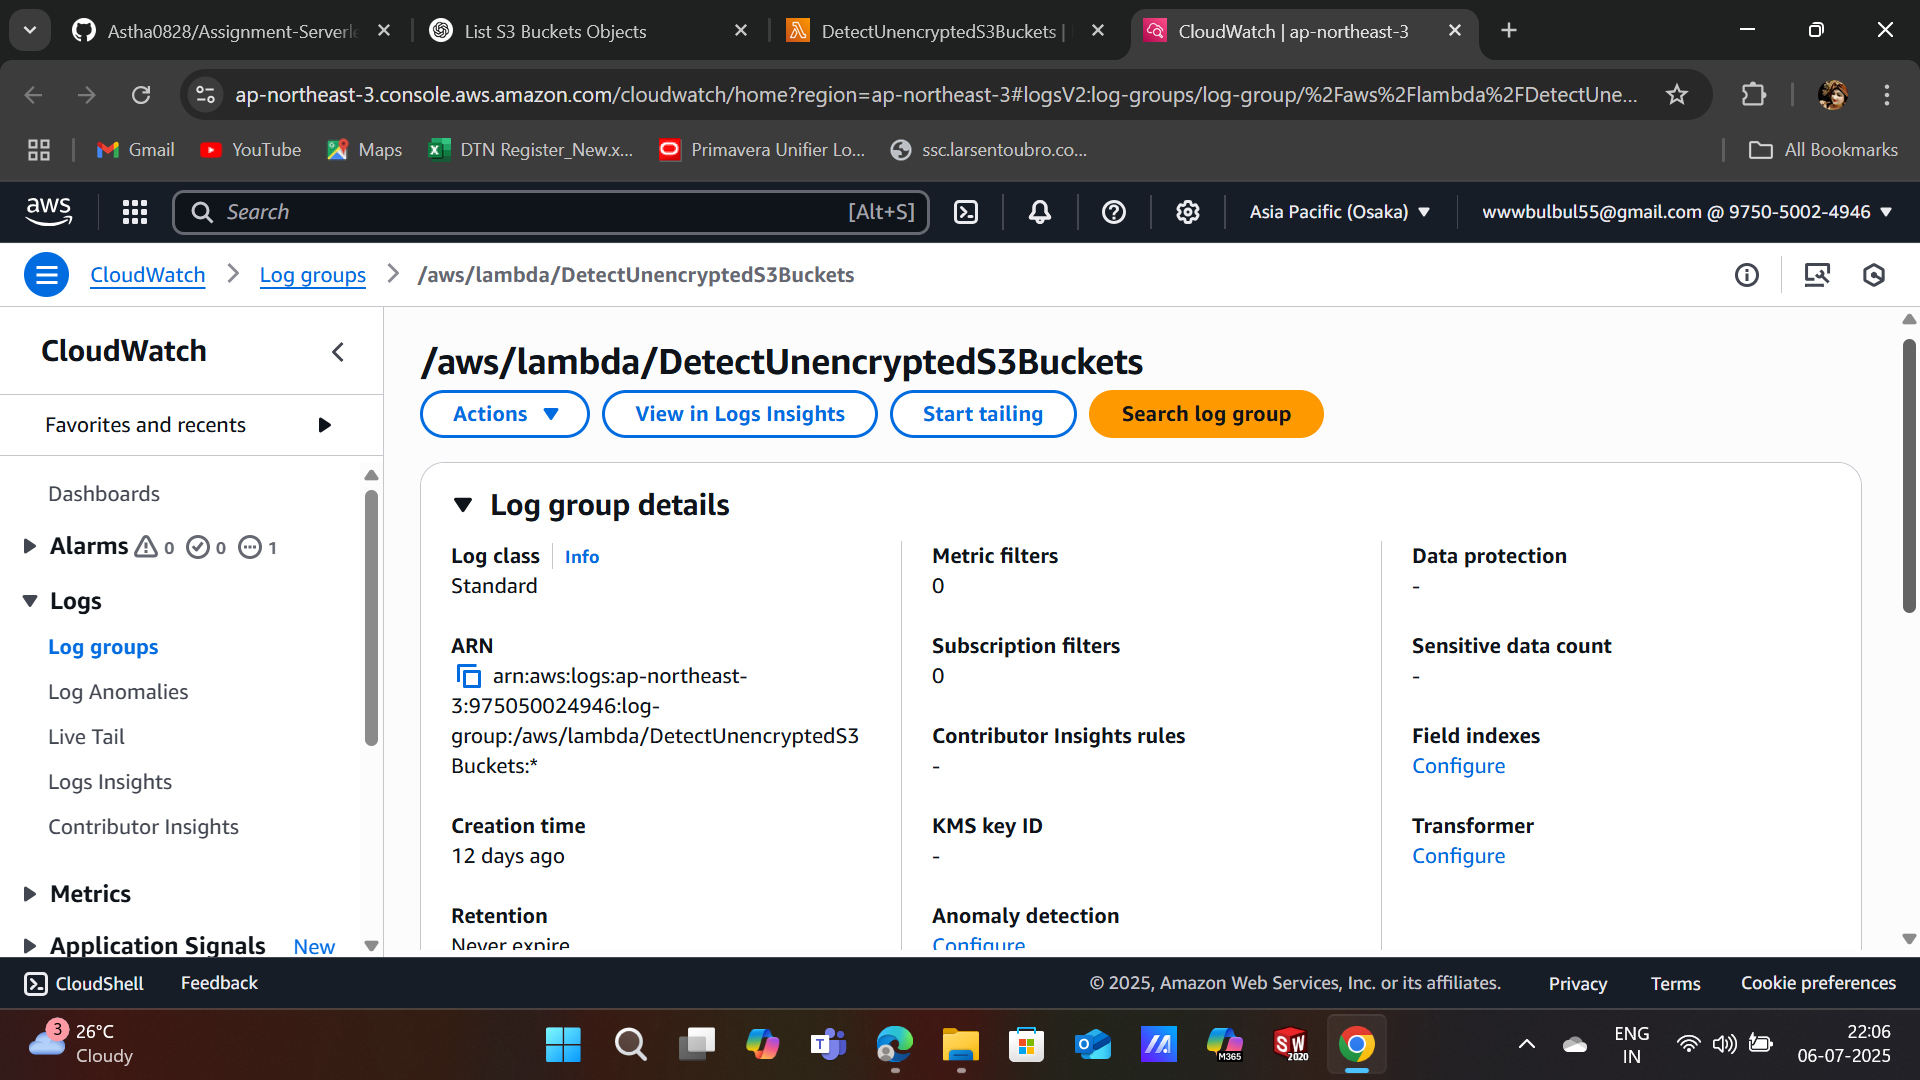 Astha0828/Assignment-Serverle
List S3 Buckets Objects
DetectUnencryptedS3Buckets |
CloudWatch | ap-northeast-3
ap-northeast-3.console.aws.amazon.com/cloudwatch/home?region=ap-northeast-3#logsV2:log-groups/log-group/%2Faws%2Flambda%2FDetectUne...
Gmail
YouTube
Maps
DTN Register_New.x...
Primavera Unifier Lo...
ssc.larsentoubro.co...
All Bookmarks
aws
Search
[Alt+S]
Asia Pacific (Osaka)
wwwbulbul55@gmail.com @ 9750-5002-4946
CloudWatch
Log groups
/aws/lambda/DetectUnencryptedS3Buckets
CloudWatch
Favorites and recents
Dashboards
Alarms 0 0 1
Logs
Log groups
Log Anomalies
Live Tail
Logs Insights
Contributor Insights
Metrics
Application Signals New
/aws/lambda/DetectUnencryptedS3Buckets
Actions
View in Logs Insights
Start tailing
Search log group
Log group details
Log class
Info
Standard
ARN
arn:aws:logs:ap-northeast-
3:975050024946:log-
group:/aws/lambda/DetectUnencryptedS3
Buckets:*
Creation time
12 days ago
Retention
Never expire
Metric filters
0
Subscription filters
0
Contributor Insights rules
-
KMS key ID
-
Anomaly detection
Configure
Data protection
-
Sensitive data count
-
Field indexes
Configure
Transformer
Configure
CloudShell
Feedback
© 2025, Amazon Web Services, Inc. or its affiliates.
Privacy
Terms
Cookie preferences
3
26°C
Cloudy
M365
SW
2020
ENG
IN
22:06
06-07-2025